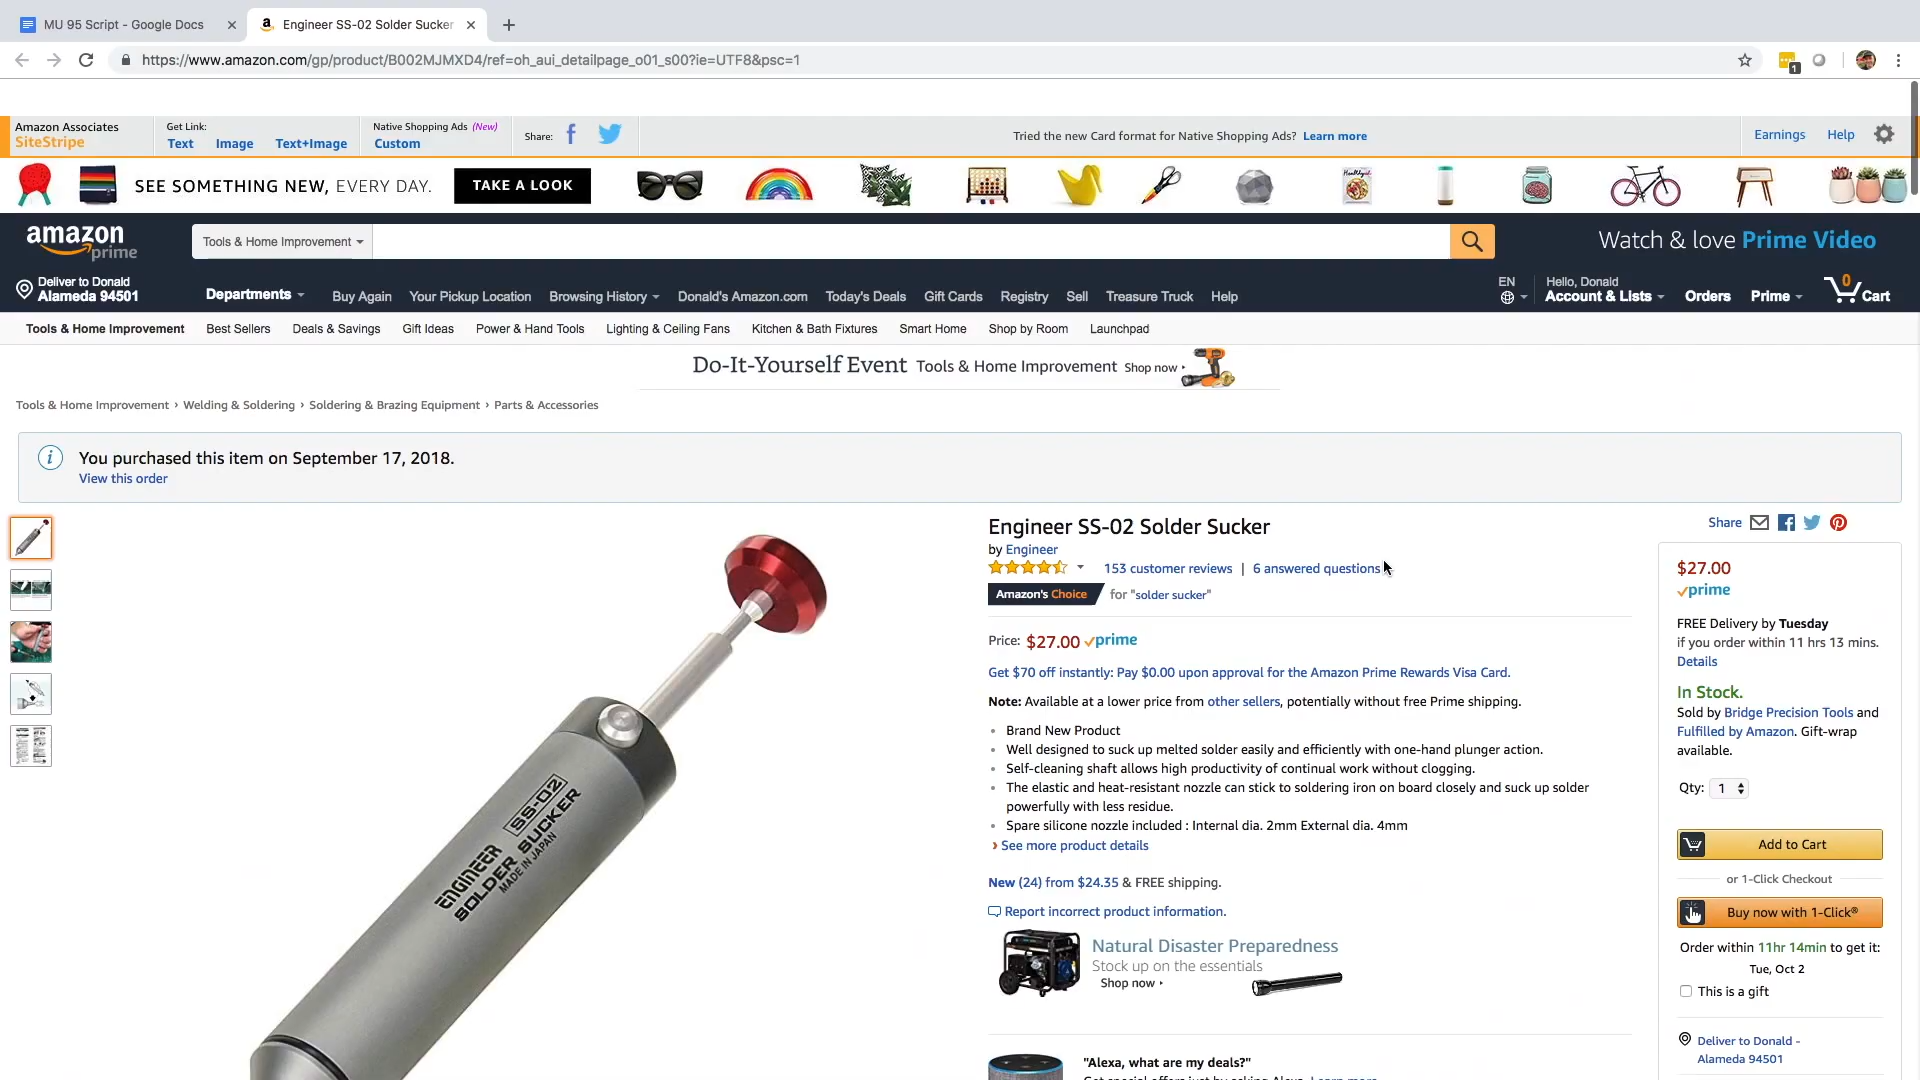 MU 95 Script - Google Docs
Engineer SS-02 Solder Sucker
https://www.amazon.com/gp/product/B002MJMXD4/ref=oh_aui_detailpage_o01_s00?ie=UTF8&psc=1
1
Amazon Associates
SiteStripe
Get Link:
Text Image Text+Image
Native Shopping Ads (New)
Custom
Share:
Tried the new Card format for Native Shopping Ads? Learn more
Earnings Help
SEE SOMETHING NEW, EVERY DAY. TAKE A LOOK
amazon
prime
Tools & Home Improvement
Watch & love Prime Video
Deliver to Donald
Alameda 94501
Departments
Buy Again
Your Pickup Location
Browsing History
Donald's Amazon.com
Today's Deals
Gift Cards
Registry
Sell
Treasure Truck
Help
EN
Hello, Donald
Account & Lists
Orders
Prime
0
Cart
Tools & Home Improvement Best Sellers Deals & Savings Gift Ideas Power & Hand Tools Lighting & Ceiling Fans Kitchen & Bath Fixtures Smart Home Shop by Room Launchpad
Do-It-Yourself Event Tools & Home Improvement Shop now ▸
Tools & Home Improvement › Welding & Soldering › Soldering & Brazing Equipment › Parts & Accessories
You purchased this item on September 17, 2018.
View this order
ENGINEER
SS-02
SOLDER SUCKER
MADE IN JAPAN
Engineer SS-02 Solder Sucker
by Engineer
153 customer reviews | 6 answered questions
Amazon's Choice for "solder sucker"
Price: $27.00 prime
Get $70 off instantly: Pay $0.00 upon approval for the Amazon Prime Rewards Visa Card.
Note: Available at a lower price from other sellers, potentially without free Prime shipping.
• Brand New Product
• Well designed to suck up melted solder easily and efficiently with one-hand plunger action.
• Self-cleaning shaft allows high productivity of continual work without clogging.
• The elastic and heat-resistant nozzle can stick to soldering iron on board closely and suck up solder
powerfully with less residue.
• Spare silicone nozzle included : Internal dia. 2mm External dia. 4mm
› See more product details
New (24) from $24.35 & FREE shipping.
Report incorrect product information.
Natural Disaster Preparedness
Stock up on the essentials
Shop now ▸
"Alexa, what are my deals?"
Share
$27.00
prime
FREE Delivery by Tuesday
if you order within 11 hrs 13 mins.
Details
In Stock.
Sold by Bridge Precision Tools and
Fulfilled by Amazon. Gift-wrap
available.
Qty: 1
Add to Cart
or 1-Click Checkout
Buy now with 1-Click®
Order within 11hr 14min to get it:
Tue, Oct 2
This is a gift
Deliver to Donald -
Alameda 94501